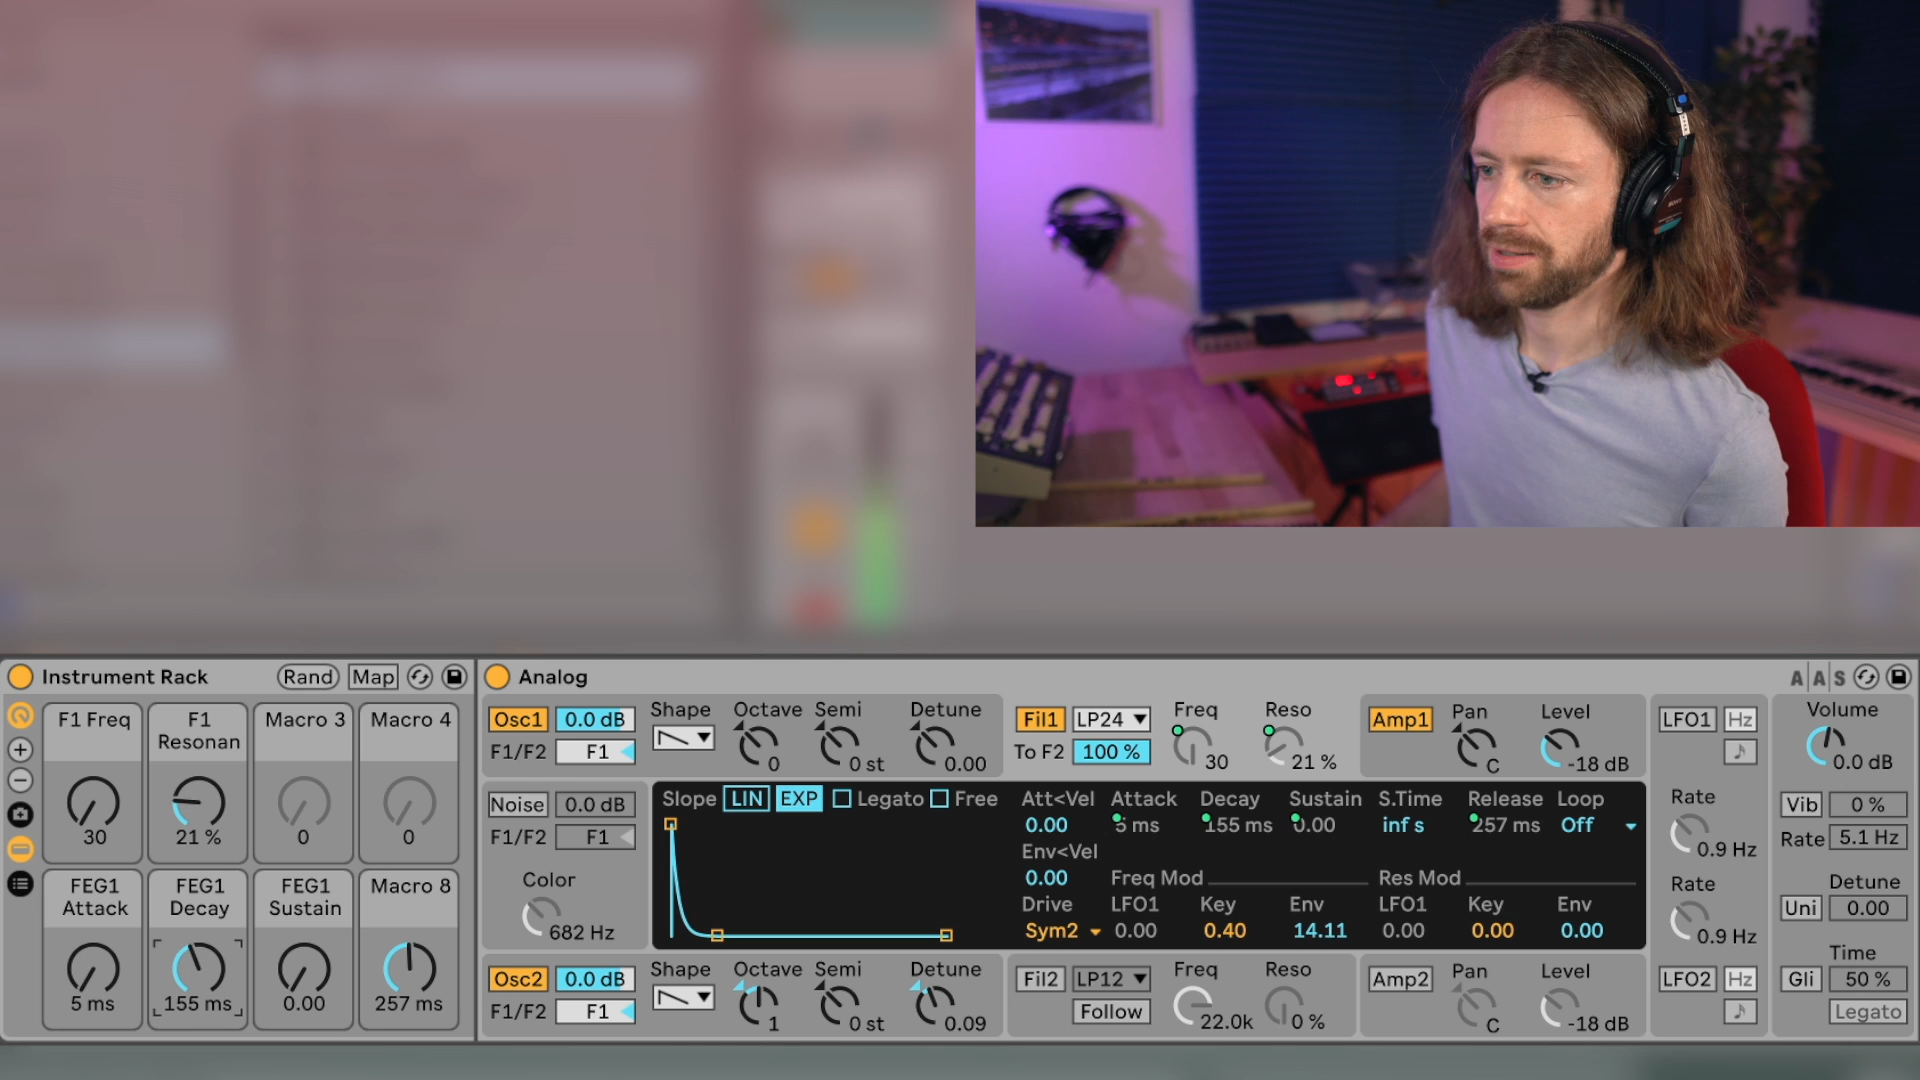 Instrument Rack Rand Map
F1 Freq F1 Resonan Macro 3 Macro 4
30 21 % 0 0
FEG1 Attack FEG1 Decay FEG1 Sustain Macro 8
5 ms 155 ms 0.00 257 ms
Analog AAS
Osc1 0.0 dB Shape Octave Semi Detune
F1/F2 F1 0 0 st 0.00
Fil1 LP24 Freq Reso
To F2 100 % 30 21 %
Amp1 Pan Level
C -18 dB
LFO1 Hz
Volume
0.0 dB
Noise 0.0 dB
F1/F2 F1
Color
682 Hz
Slope LIN EXP Legato Free
Att<Vel Attack Decay Sustain S.Time Release Loop
0.00 5 ms 155 ms 0.00 inf s 257 ms Off
Env<Vel
0.00 Freq Mod Res Mod
Drive LFO1 Key Env LFO1 Key Env
Sym2 0.00 0.40 14.11 0.00 0.00 0.00
Rate
0.9 Hz
Rate
0.9 Hz
Vib 0 %
Rate 5.1 Hz
Detune
Uni 0.00
Osc2 0.0 dB Shape Octave Semi Detune
F1/F2 F1 1 0 st 0.09
Fil2 LP12 Freq Reso
Follow 22.0k 0 %
Amp2 Pan Level
C -18 dB
LFO2 Hz
Time
Gli 50 %
Legato